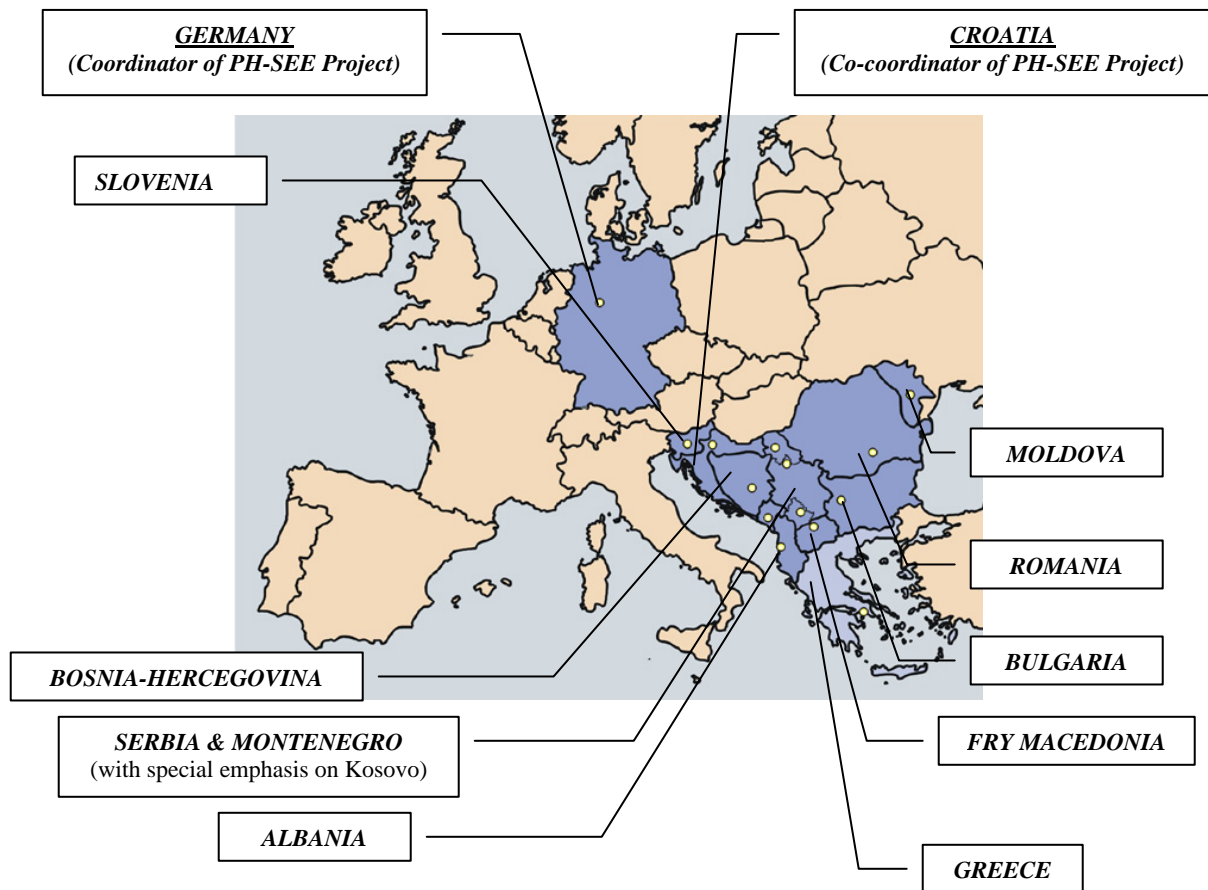 GERMANY
(Coordinator of PH-SEE Project)
CROATIA
(Co-coordinator of PH-SEE Project)
SLOVENIA
MOLDOVA
ROMANIA
BULGARIA
BOSNIA-HERCEGOVINA
SERBIA & MONTENEGRO
(with special emphasis on Kosovo)
FRY MACEDONIA
ALBANIA
GREECE